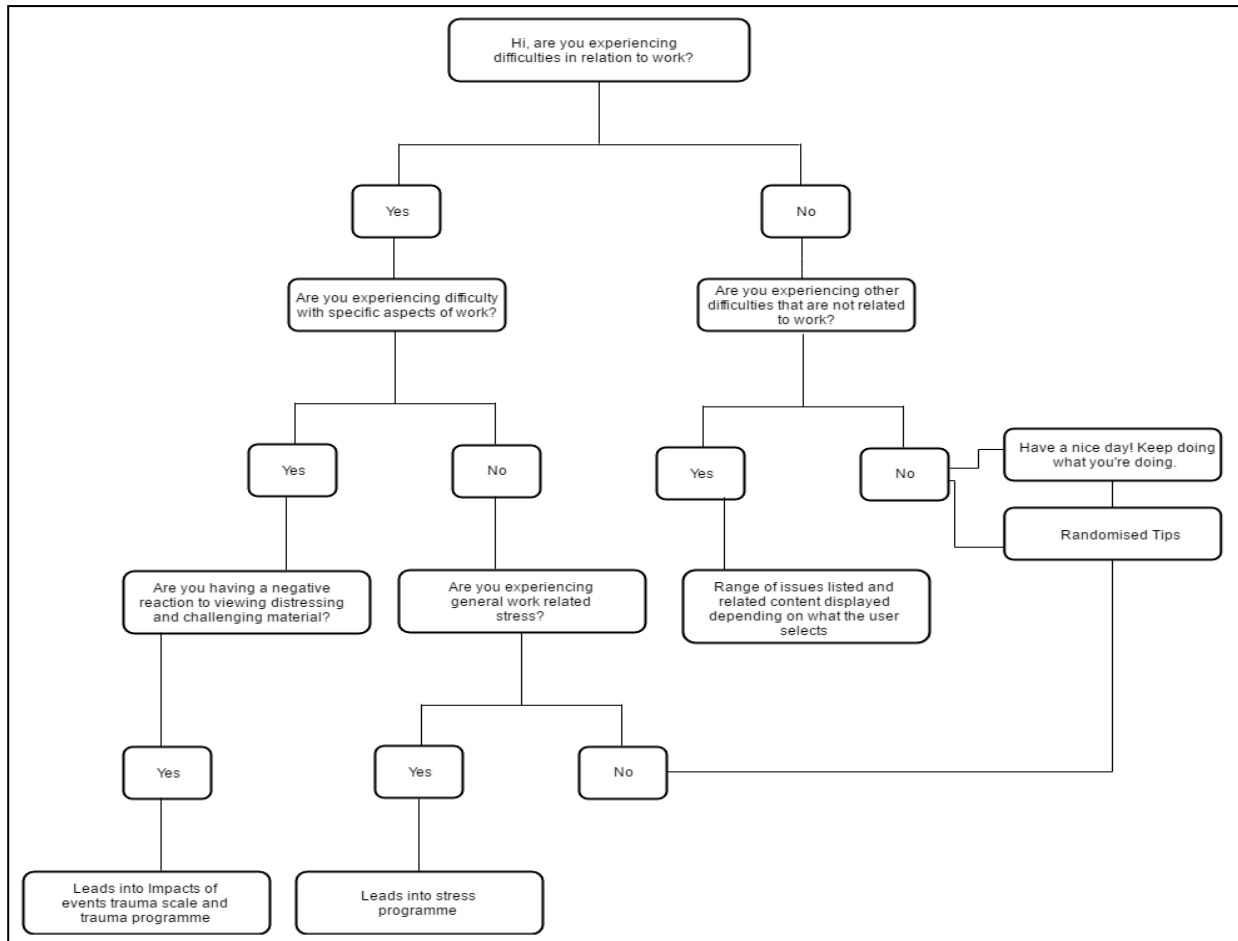 Hi, are you experiencing
difficulties in relation to work?
Yes
No
Are you experiencing difficulty
with specific aspects of work?
Are you experiencing other
difficulties that are not related
to work?
Yes
No
Yes
No
Have a nice day! Keep doing
what you're doing.
Randomised Tips
Are you having a negative
reaction to viewing distressing
and challenging material?
Are you experiencing
general work related
stress?
Range of issues listed and
related content displayed
depending on what the user
selects
Yes
Yes
No
Leads into Impacts of
events trauma scale and
trauma programme
Leads into stress
programme